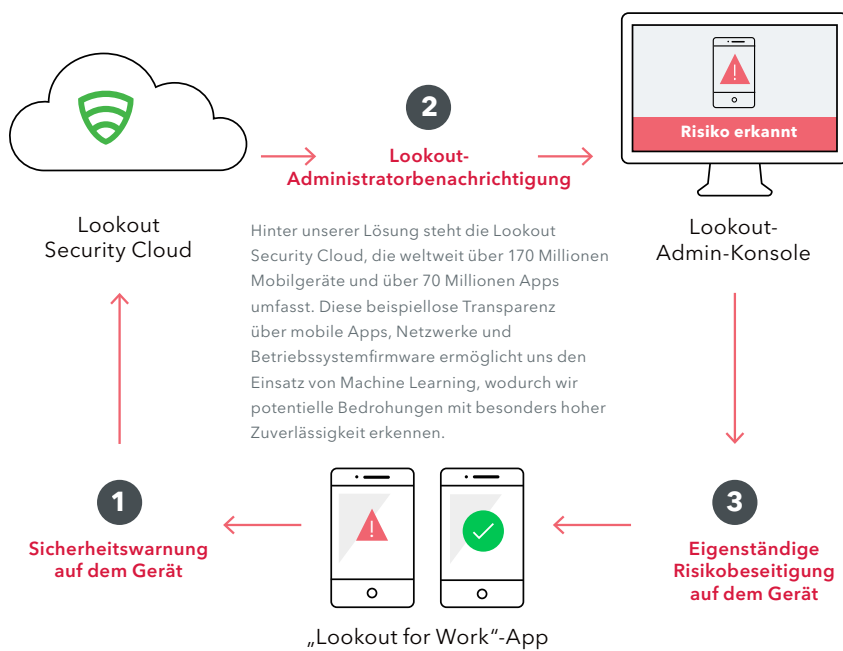 2
Risiko erkannt
Lookout-
Administratorbenachrichtigung
Lookout
Security Cloud
Lookout-
Admin-Konsole
Hinter unserer Lösung steht die Lookout
Security Cloud, die weltweit über 170 Millionen
Mobilgeräte und über 70 Millionen Apps
umfasst. Diese beispiellose Transparenz
über mobile Apps, Netzwerke und
Betriebssystemfirmware ermöglicht uns den
Einsatz von Machine Learning, wodurch wir
potentielle Bedrohungen mit besonders hoher
Zuverlässigkeit erkennen.
1
Sicherheitswarnung
auf dem Gerät
3
Eigenständige
Risikobeseitigung
auf dem Gerät
„Lookout for Work“-App